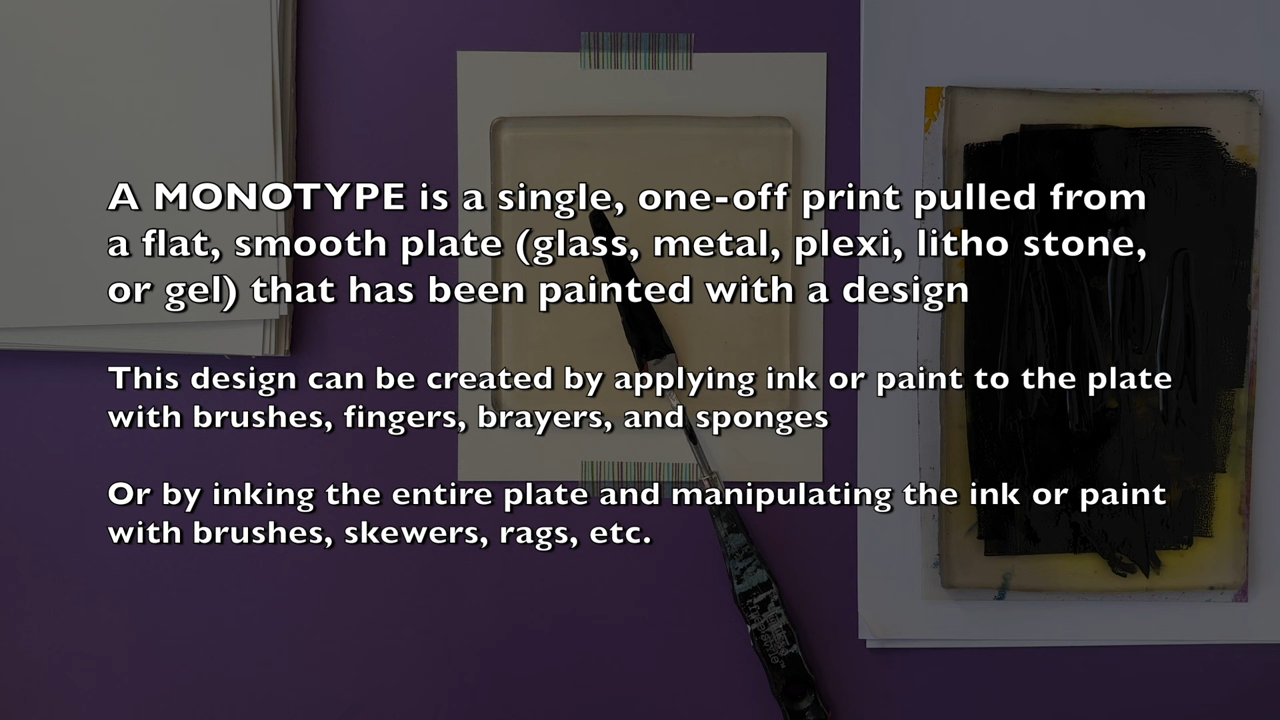 A MONOTYPE is a single, one-off print pulled from
a flat, smooth plate (glass, metal, plexi, litho stone,
or gel) that has been painted with a design
This design can be created by applying ink or paint to the plate
with brushes, fingers, brayers, and sponges
Or by inking the entire plate and manipulating the ink or paint
with brushes, skewers, rags, etc.